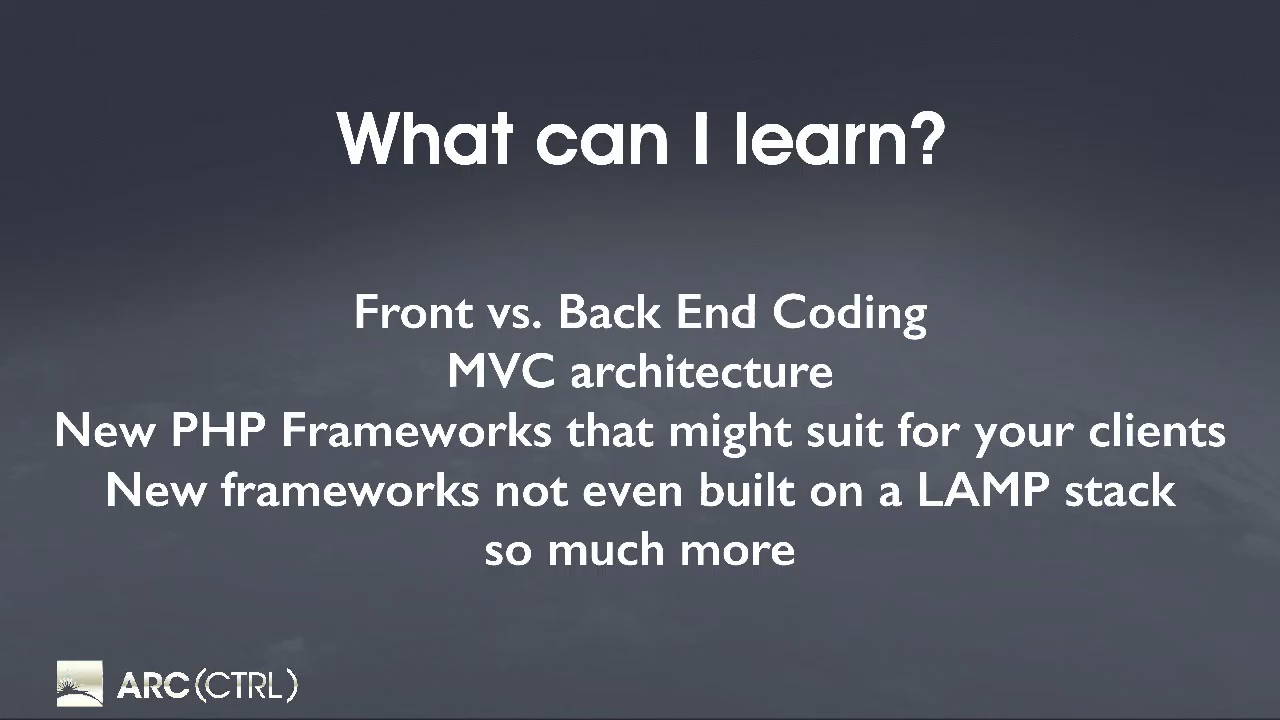 What can I learn?
Front vs. Back End Coding
MVC architecture
New PHP Frameworks that might suit for your clients
New frameworks not even built on a LAMP stack
so much more
ARC(CTRL)